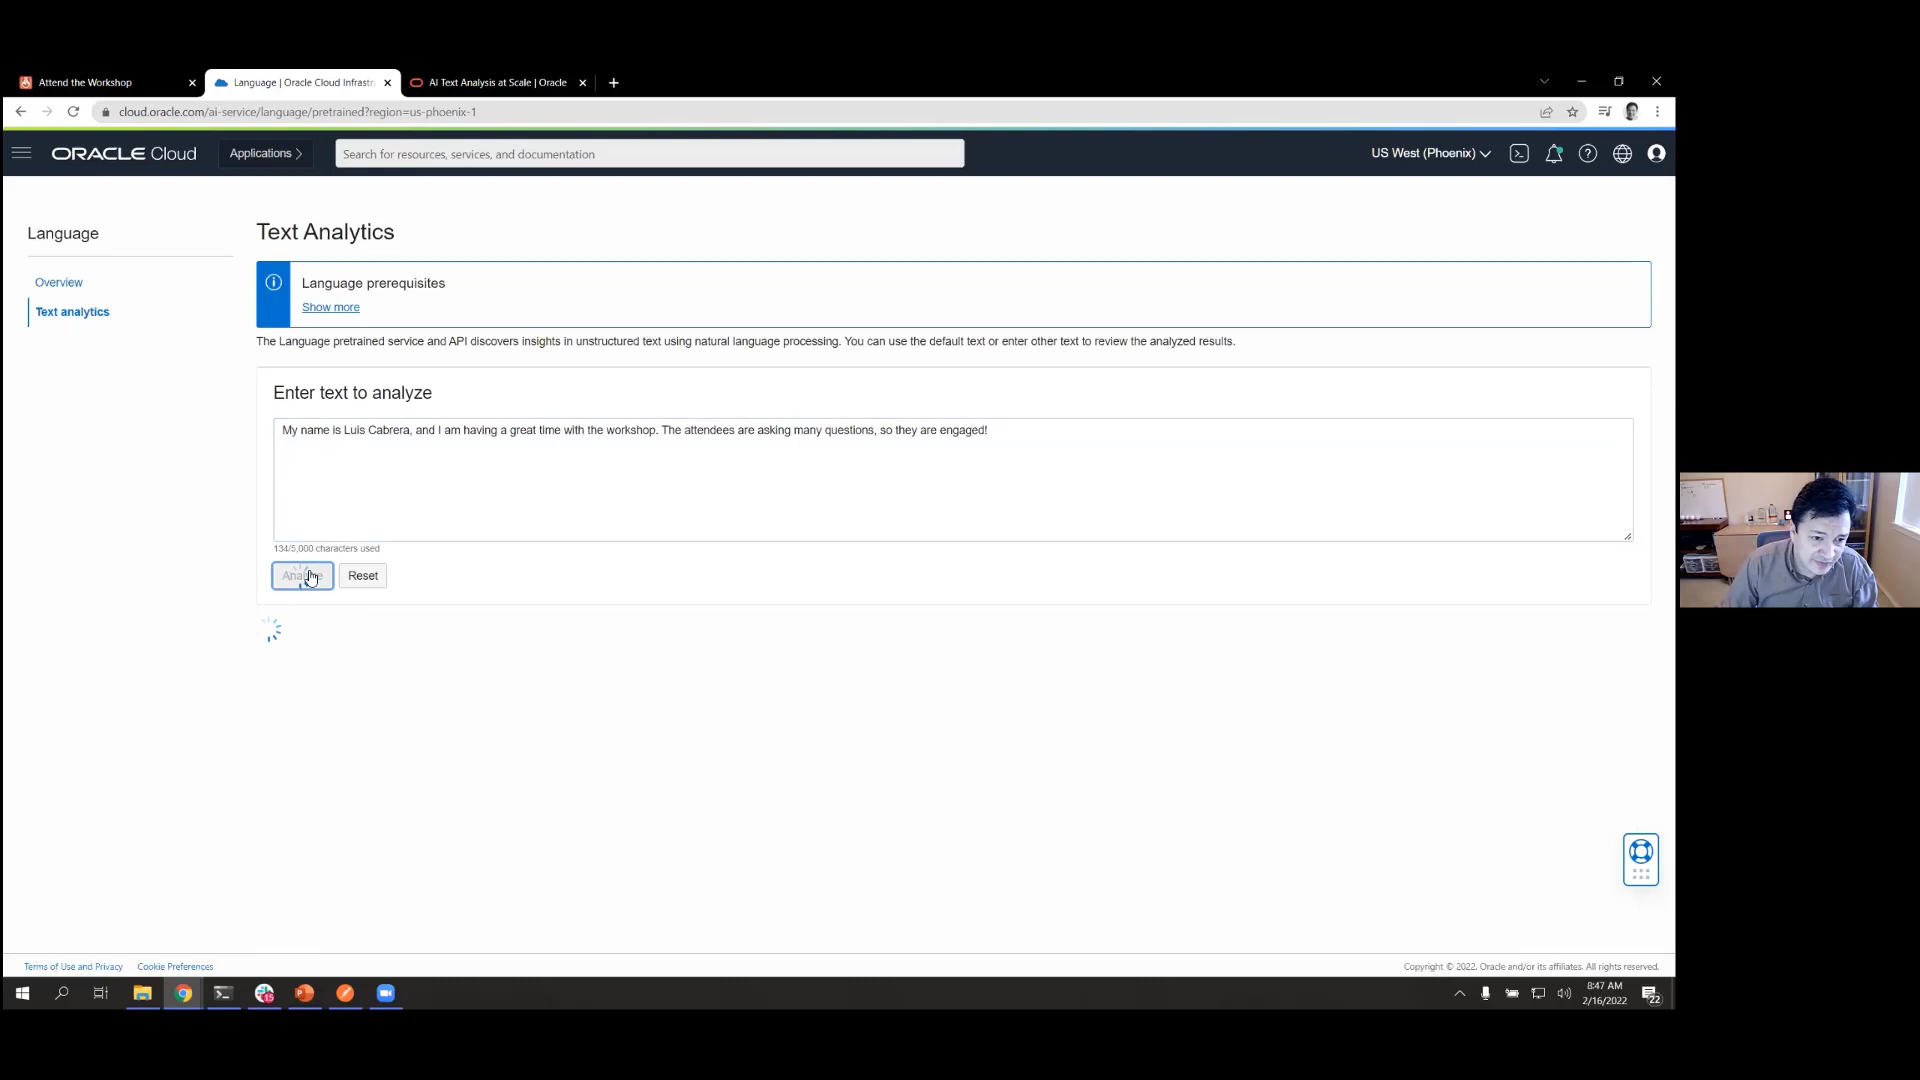 Attend the Workshop
Language | Oracle Cloud Infrastr
AI Text Analysis at Scale | Oracle
cloud.oracle.com/ai-service/language/pretrained?region=us-phoenix-1
ORACLE Cloud
Applications
Search for resources, services, and documentation
US West (Phoenix)
Language
Overview
Text analytics
Text Analytics
Language prerequisites
Show more
The Language pretrained service and API discovers insights in unstructured text using natural language processing. You can use the default text or enter other text to review the analyzed results.
Enter text to analyze
My name is Luis Cabrera, and I am having a great time with the workshop. The attendees are asking many questions, so they are engaged!
134/5,000 characters used
Reset
Terms of Use and Privacy
Cookie Preferences
Copyright © 2022, Oracle and/or its affiliates. All rights reserved.
15
8:47 AM
2/16/2022
22